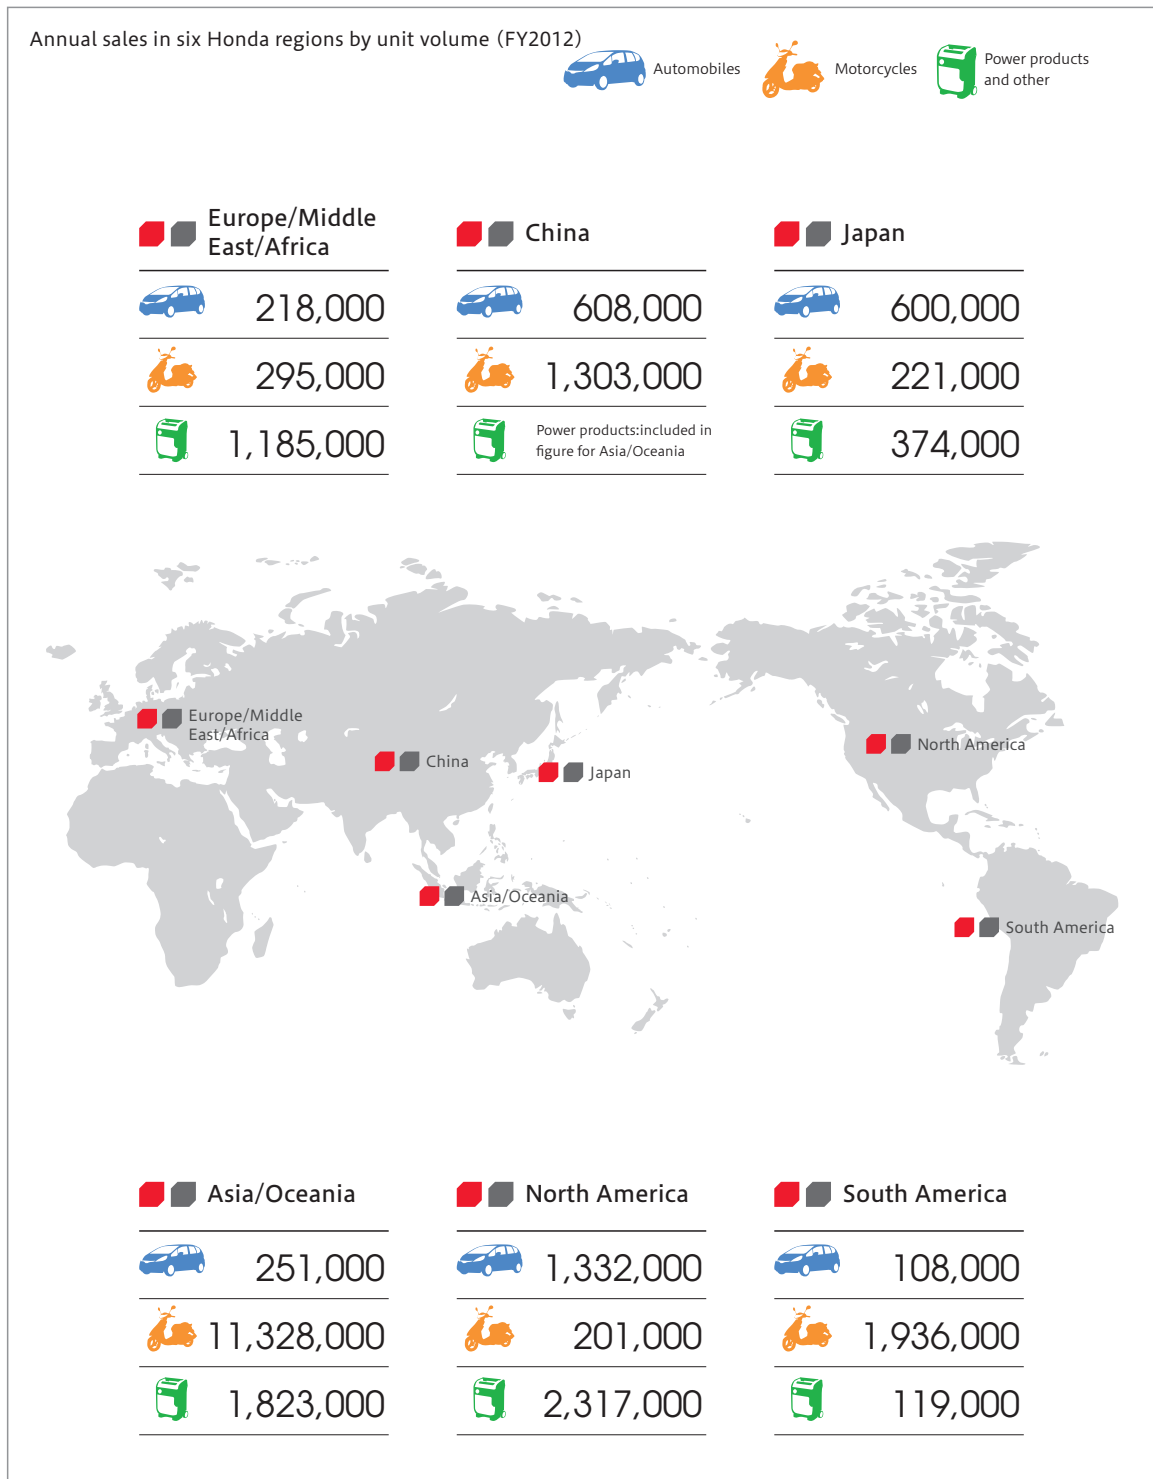 Annual sales in six Honda regions by unit volume (FY2012)
Automobiles
Motorcycles
Power products
and other
Europe/Middle
East/Africa
218,000
295,000
1,185,000
China
608,000
1,303,000
Power products:included in
figure for Asia/Oceania
Japan
600,000
221,000
374,000
Europe/Middle
East/Africa
China
Japan
North America
Asia/Oceania
South America
Asia/Oceania
251,000
11,328,000
1,823,000
North America
1,332,000
201,000
2,317,000
South America
108,000
1,936,000
119,000